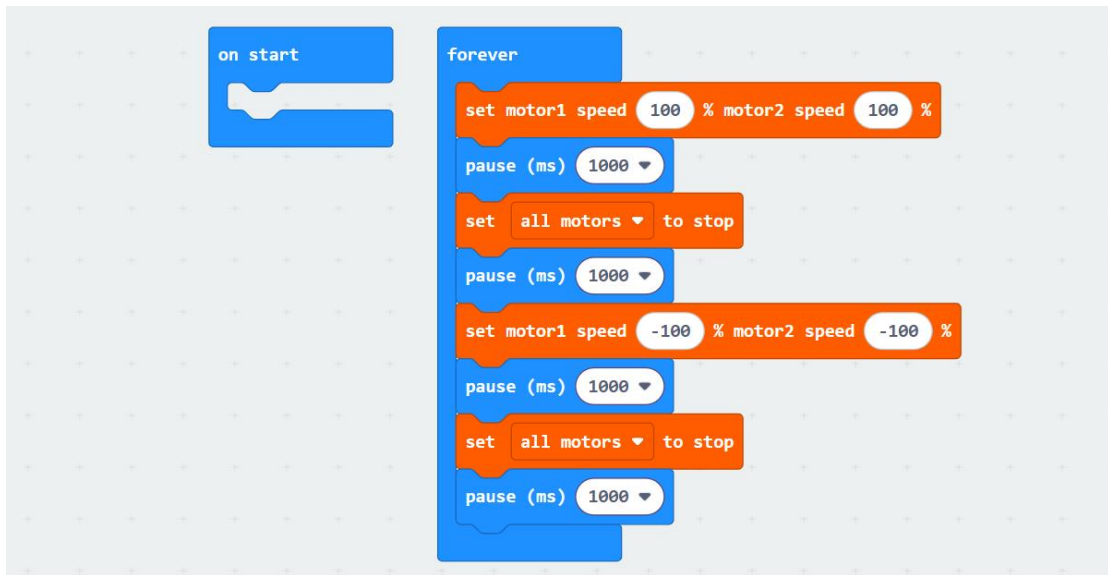 on start
forever
set motor1 speed 100 % motor2 speed 100 %
pause (ms) 1000
set all motors to stop
pause (ms) 1000
set motor1 speed -100 % motor2 speed -100 %
pause (ms) 1000
set all motors to stop
pause (ms) 1000